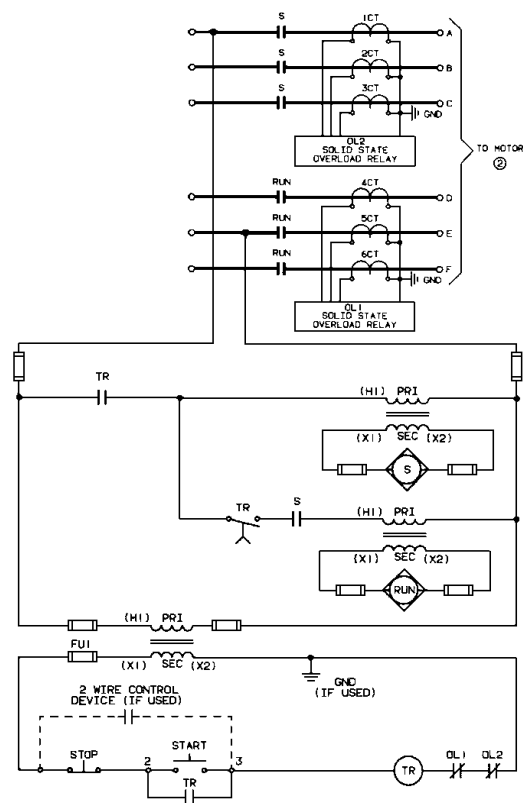 S
1CT
A
S
2CT
B
S
3CT
C
GND
OL2
SOLID STATE
OVERLOAD RELAY
TO MOTOR
2
RUN
4CT
D
RUN
5CT
E
RUN
6CT
F
GND
OL1
SOLID STATE
OVERLOAD RELAY
TR
(H1) PRI
(X1) SEC (X2)
S
TR
S
(H1) PRI
(X1) SEC (X2)
RUN
(H1) PRI
FU1
(X1) SEC (X2)
GND
(IF USED)
2 WIRE CONTROL
DEVICE (IF USED)
STOP
2
START
3
TR
TR
OL1
OL2